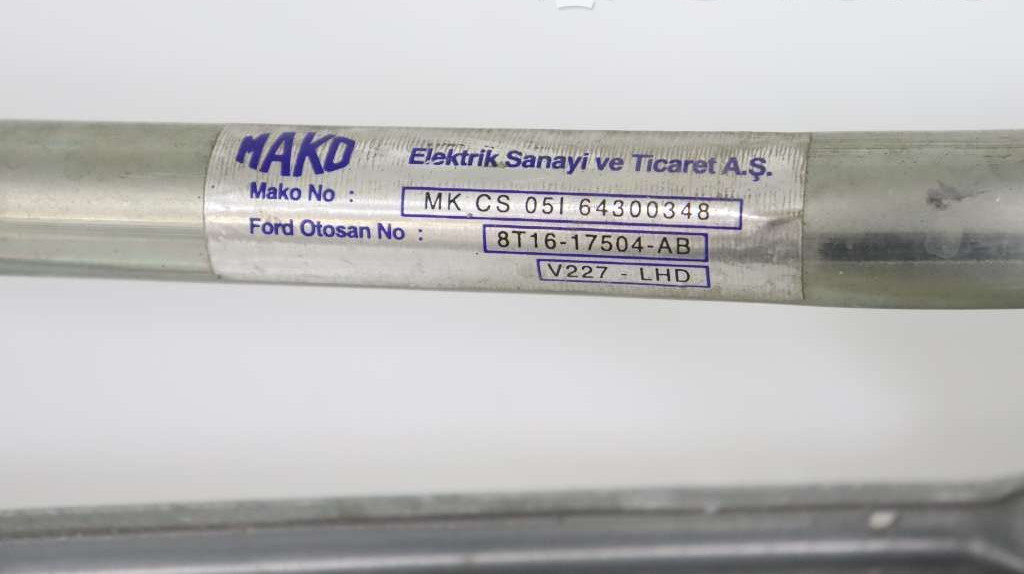 MAKO Elektrik Sanayi ve Ticaret A.Ş.
Mako No : MK CS 05I 64300348
Ford Otosan No : 8T16-17504-AB
V227 - LHD